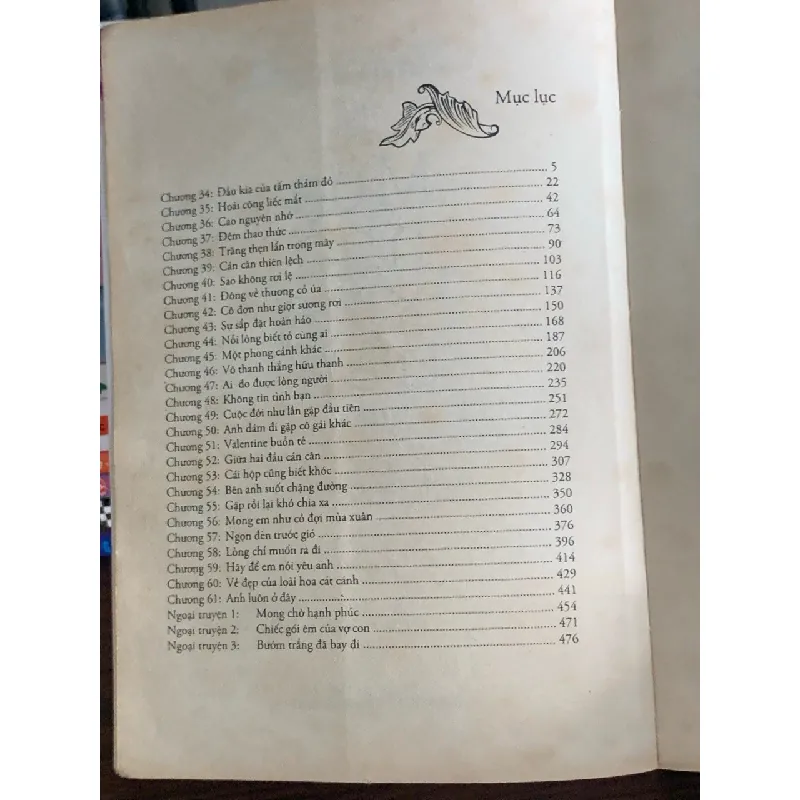 Mục lục
Chương 34: Đầu kia của tấm thảm đỏ 5
Chương 35: Hoài công liếc mắt 22
Chương 36: Cao nguyên nhỏ 42
Chương 37: Đêm thao thức 64
Chương 38: Trăng thẹn lẩn trong mây 73
Chương 39: Cán cân thiên lệch 90
Chương 40: Sao không rơi lệ 103
Chương 41: Đông về thương cỏ úa 116
Chương 42: Cô đơn như giọt sương rơi 137
Chương 43: Sự sắp đặt hoàn hảo 150
Chương 44: Nỗi lòng biết tỏ cùng ai 168
Chương 45: Một phong cảnh khác 187
Chương 46: Vô thanh thắng hữu thanh 206
Chương 47: Ai đo được lòng người 220
Chương 48: Không tin tình bạn 235
Chương 49: Cuộc đời như lần gặp đầu tiên 251
Chương 50: Anh dám đi gặp cô gái khác 272
Chương 51: Valentine buồn tẻ 284
Chương 52: Giữa hai đầu cán cân 294
Chương 53: Cái hộp cũng biết khóc 307
Chương 54: Bên anh suốt chặng đường 328
Chương 55: Gặp rồi lại khó chia xa 350
Chương 56: Mong em như cỏ đợi mùa xuân 360
Chương 57: Ngọn đèn trước gió 376
Chương 58: Lòng chỉ muốn ra đi 396
Chương 59: Hãy để em nói yêu anh 414
Chương 60: Vẻ đẹp của loài hoa cát cánh 429
Chương 61: Anh luôn ở đây 441
Ngoại truyện 1: Mong chờ hạnh phúc 454
Ngoại truyện 2: Chiếc gối êm của vợ con 471
Ngoại truyện 3: Bướm trắng đã bay đi 476